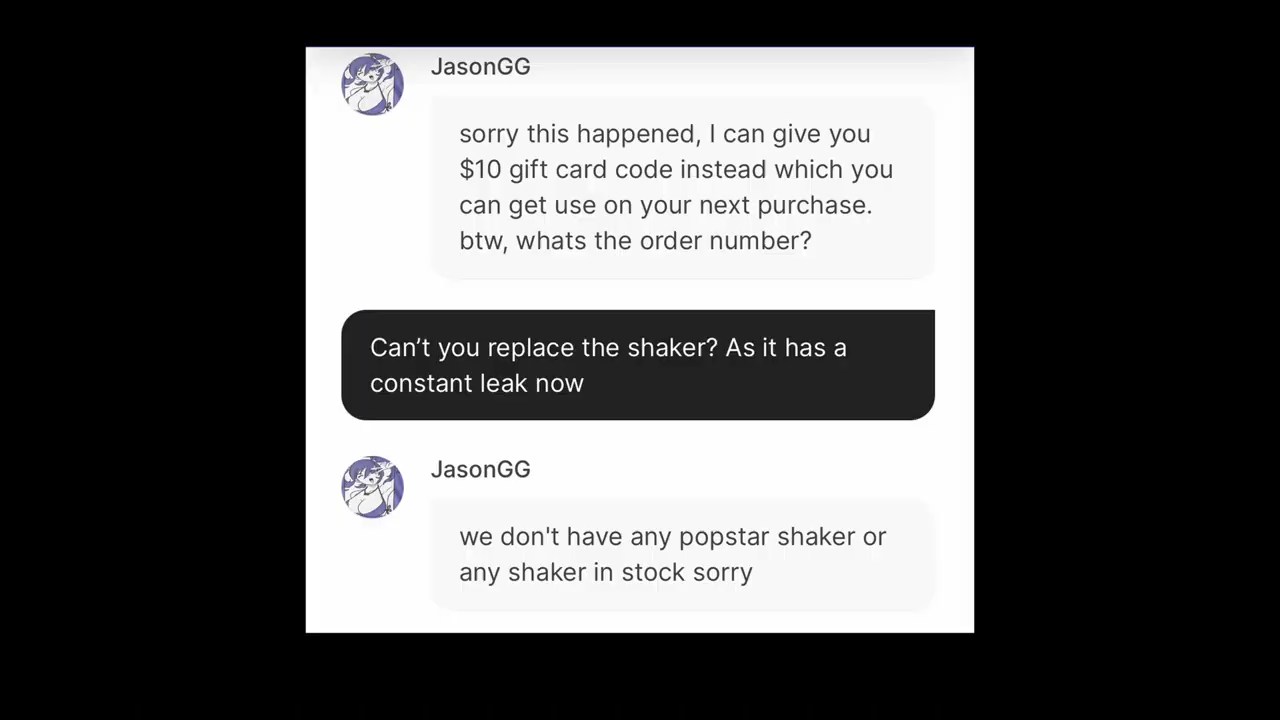 JasonGG
sorry this happened, I can give you
$10 gift card code instead which you
can get use on your next purchase.
btw, whats the order number?
Can’t you replace the shaker? As it has a
constant leak now
JasonGG
we don't have any popstar shaker or
any shaker in stock sorry